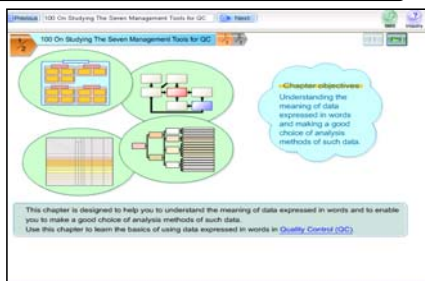 Previous 100 On Studying The Seven Management Tools for QC Next
1/2 100 On Studying The Seven Management Tools for QC
Chapter objectives
Understanding the
meaning of data
expressed in words
and making a good
choice of analysis
methods of such data.
This chapter is designed to help you to understand the meaning of data expressed in words and to enable
you to make a good choice of analysis methods of such data.
Use this chapter to learn the basics of using data expressed in words in Quality Control (QC).